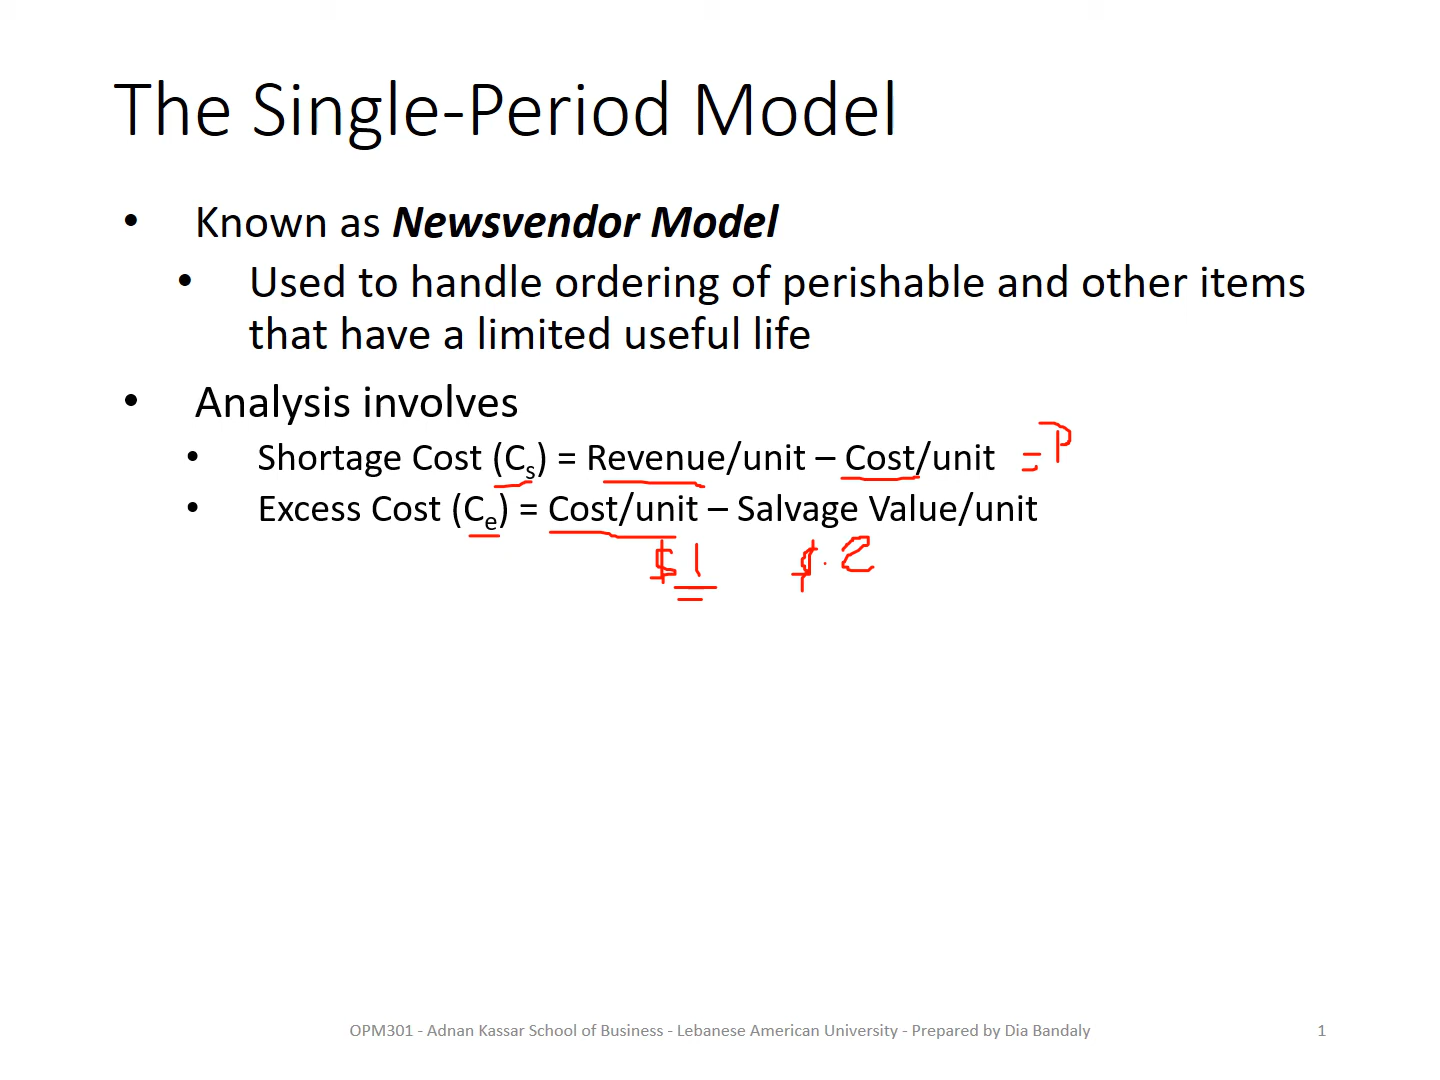 The Single-Period Model
• Known as Newsvendor Model
• Used to handle ordering of perishable and other items
that have a limited useful life
• Analysis involves
• Shortage Cost (Cs) = Revenue/unit – Cost/unit = P
• Excess Cost (Ce) = Cost/unit – Salvage Value/unit
$1 $.2
OPM301 - Adnan Kassar School of Business - Lebanese American University - Prepared by Dia Bandaly 1